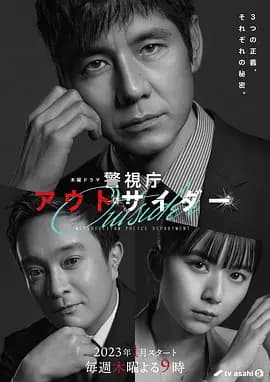 3つの正義。
それぞれの秘密。
木曜ドラマ
警視庁
アウトサイダー
Outsider
METROPOLITAN POLICE DEPARTMENT
2023年1月スタート
毎週木曜よる9時
tv asahi 5